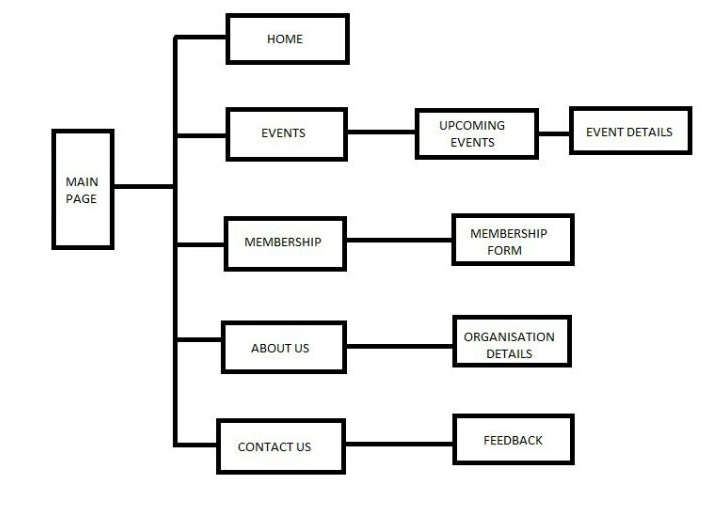 HOME
EVENTS
UPCOMING
EVENTS
EVENT DETAILS
MAIN
PAGE
MEMBERSHIP
MEMBERSHIP
FORM
ABOUT US
ORGANISATION
DETAILS
CONTACT US
FEEDBACK